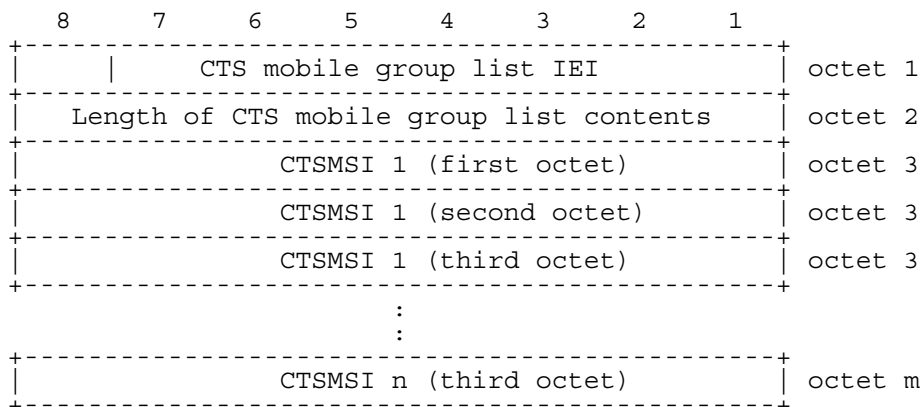 8 7 6 5 4 3 2 1
CTS mobile group list IEI octet 1
Length of CTS mobile group list contents octet 2
CTSMSI 1 (first octet) octet 3
CTSMSI 1 (second octet) octet 3
CTSMSI 1 (third octet) octet 3
:
:
CTSMSI n (third octet) octet m